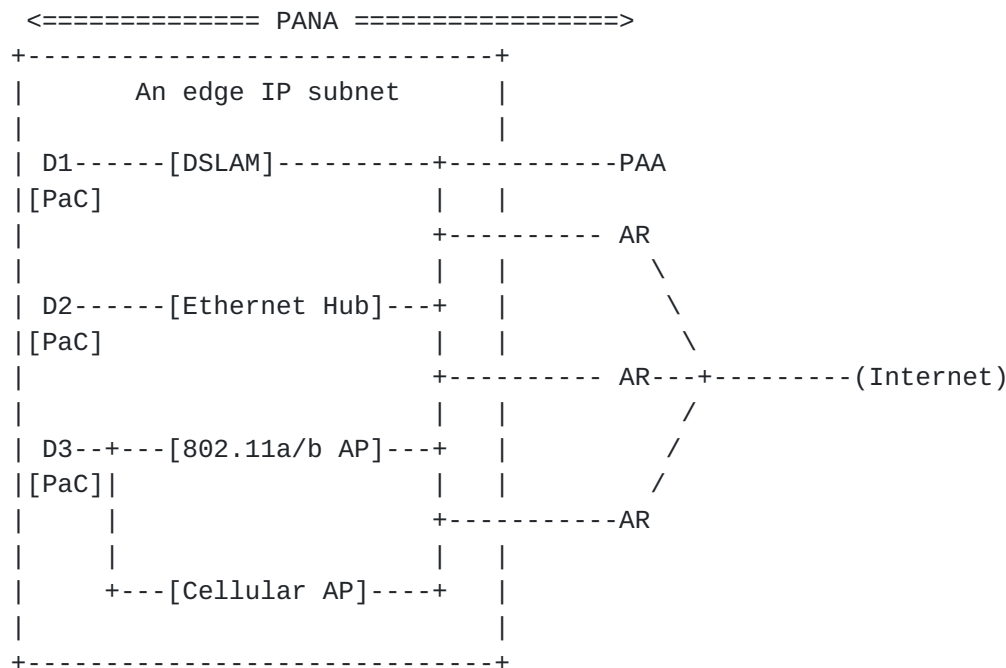 <============== PANA =================>
+------------------------------+
|       An edge IP subnet      |
|                              |
| D1------[DSLAM]----------+-----------PAA
|[PaC]                     |   |
|                          +---------- AR
|                          |   |         \
| D2------[Ethernet Hub]---+   |          \
|[PaC]                     |   |           \
|                          +---------- AR---+---------(Internet)
|                          |   |           /
| D3--+---[802.11a/b AP]---+   |          /
|[PaC]|                    |   |         /
|     |                    +-----------AR
|     |                    |   |
|     +---[Cellular AP]----+   |
|                              |
+------------------------------+